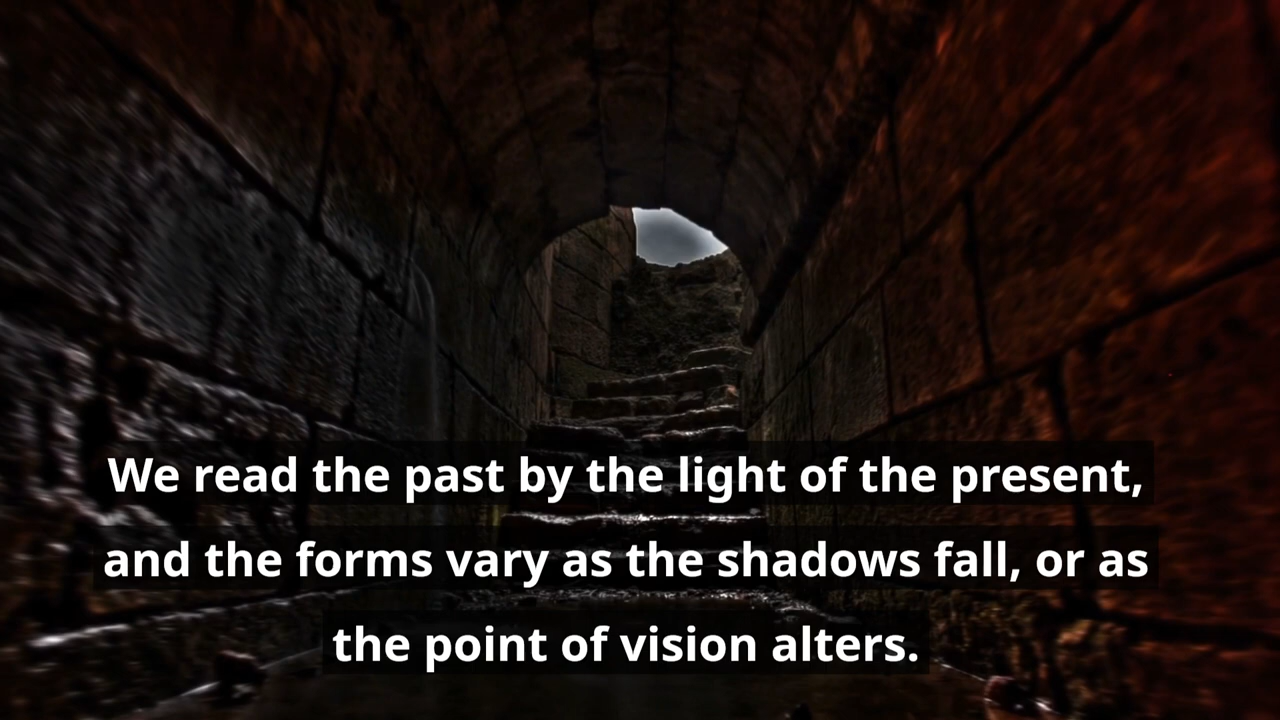 We read the past by the light of the present,
and the forms vary as the shadows fall, or as
the point of vision alters.